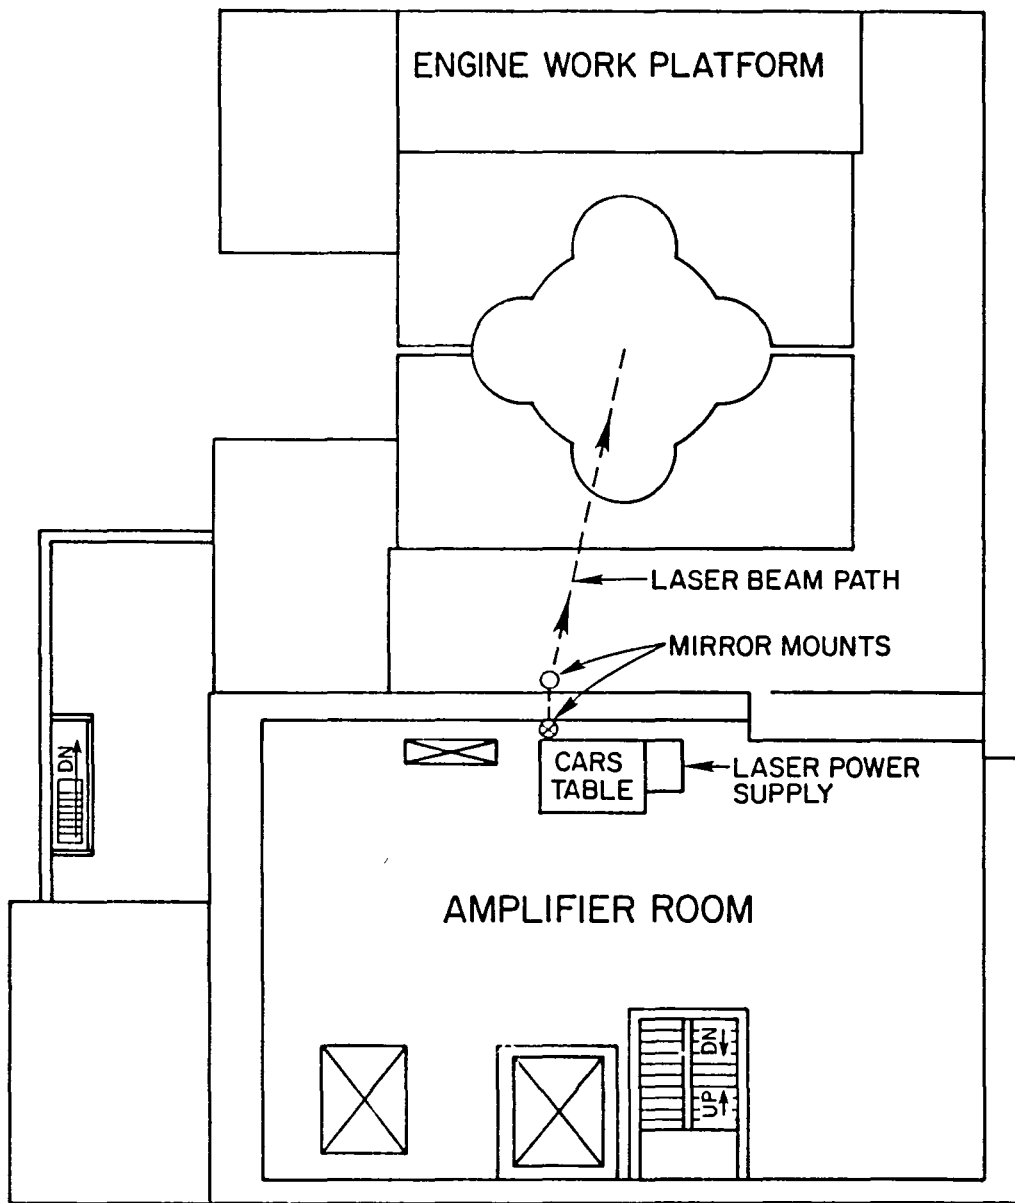 ENGINE WORK PLATFORM
LASER BEAM PATH
MIRROR MOUNTS
DN
CARS
TABLE
LASER POWER
SUPPLY
AMPLIFIER ROOM
DN
UP